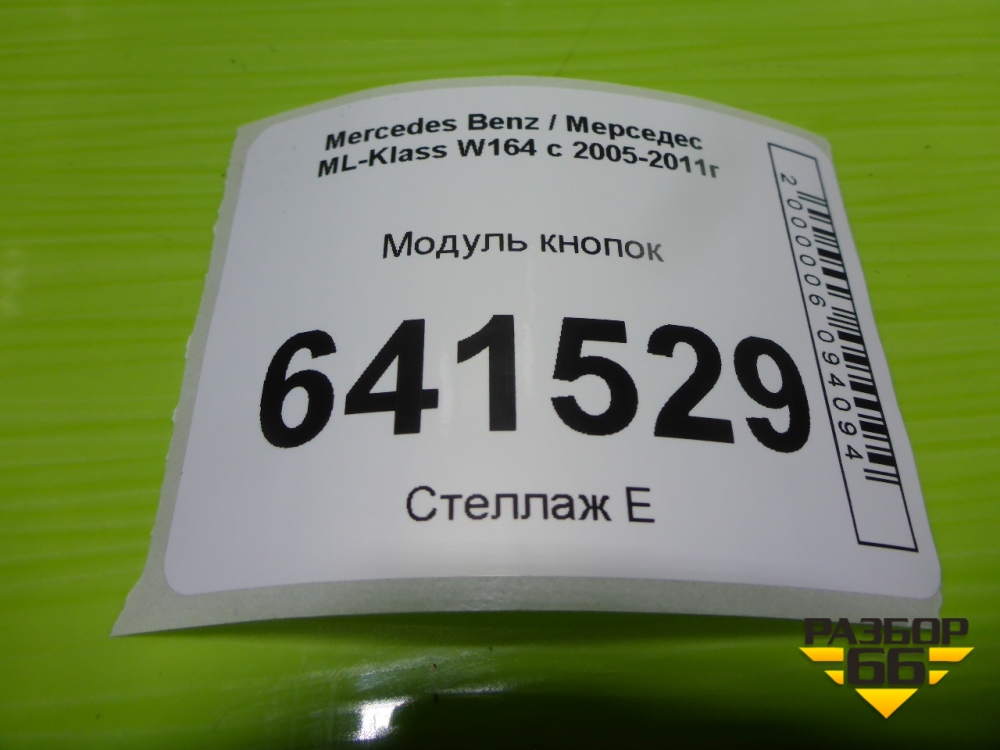 Mercedes Benz / Мерседес
ML-Klass W164 с 2005-2011г
Модуль кнопок
641529
Стеллаж Е
2000006094094
РАЗБОР
66